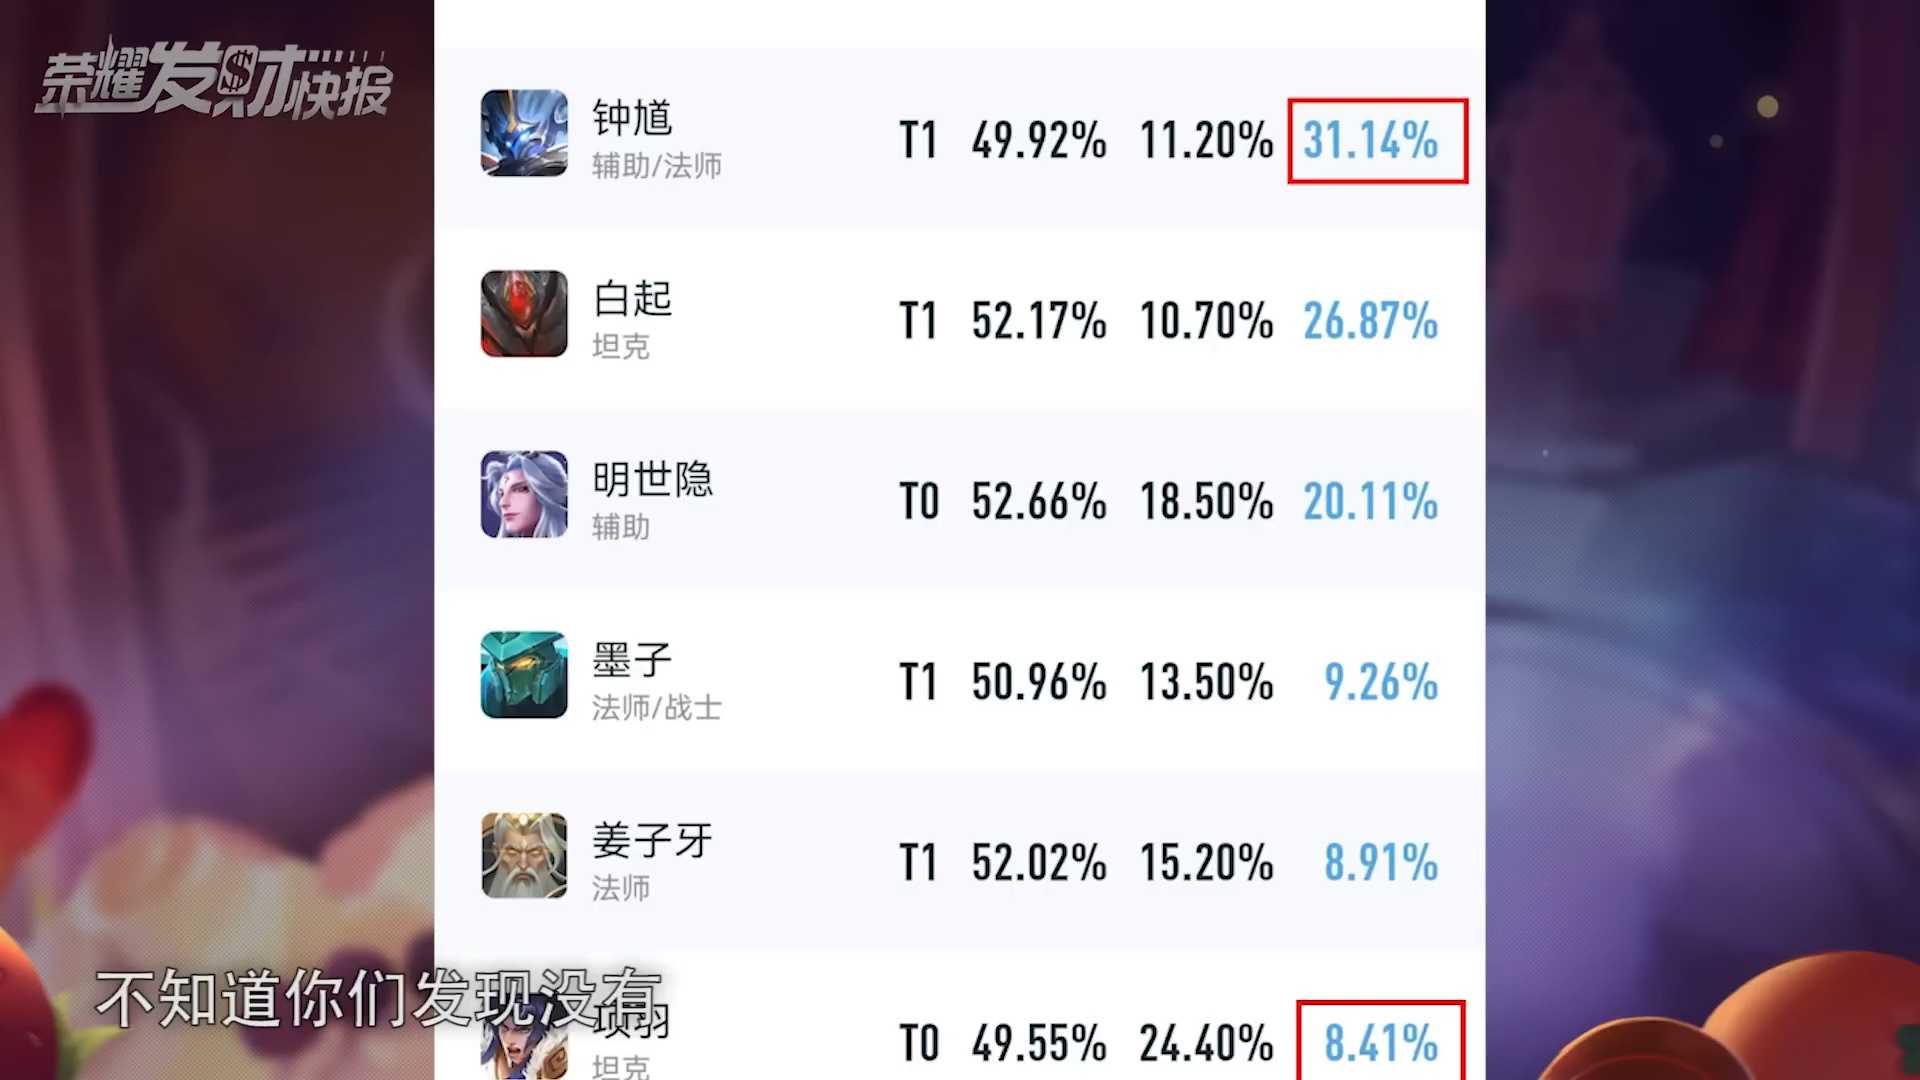 荣耀发财快报
钟馗 T1 49.92% 11.20% 31.14%
辅助/法师
白起 T1 52.17% 10.70% 26.87%
坦克
明世隐 T0 52.66% 18.50% 20.11%
辅助
墨子 T1 50.96% 13.50% 9.26%
法师/战士
姜子牙 T1 52.02% 15.20% 8.91%
法师
项羽 T0 49.55% 24.40% 8.41%
坦克
不知道你们发现没有